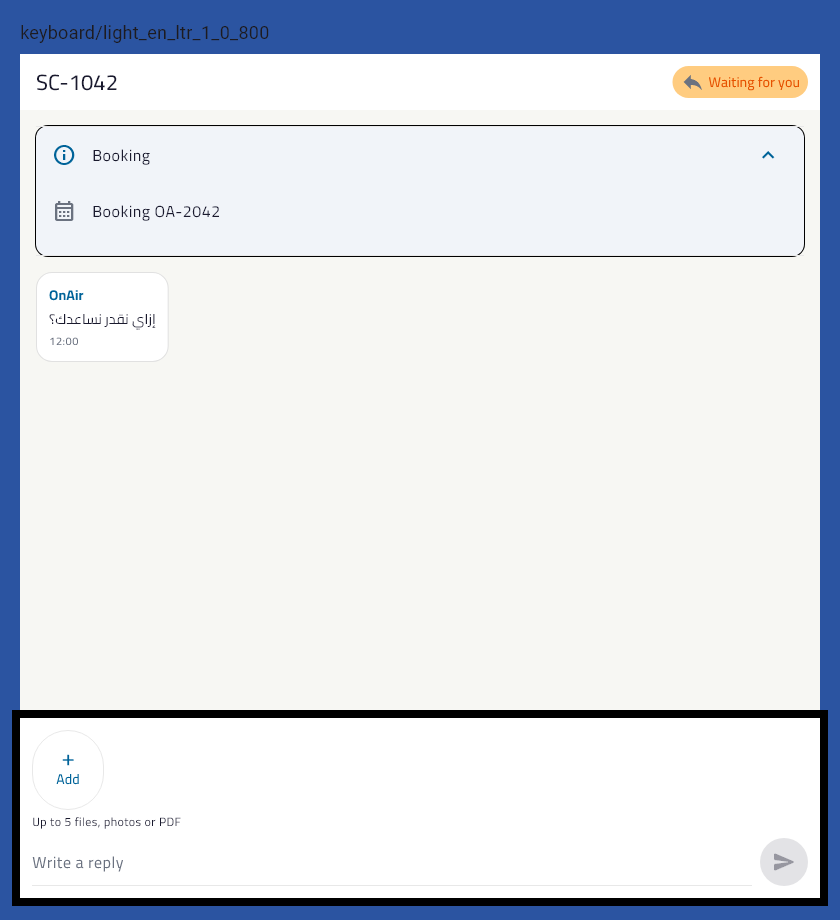 keyboard/light_en_ltr_1_0_800
SC-1042
Waiting for you
Booking
Booking OA-2042
OnAir
إزاي نقدر نساعدك؟
12:00
Add
Up to 5 files, photos or PDF
Write a reply